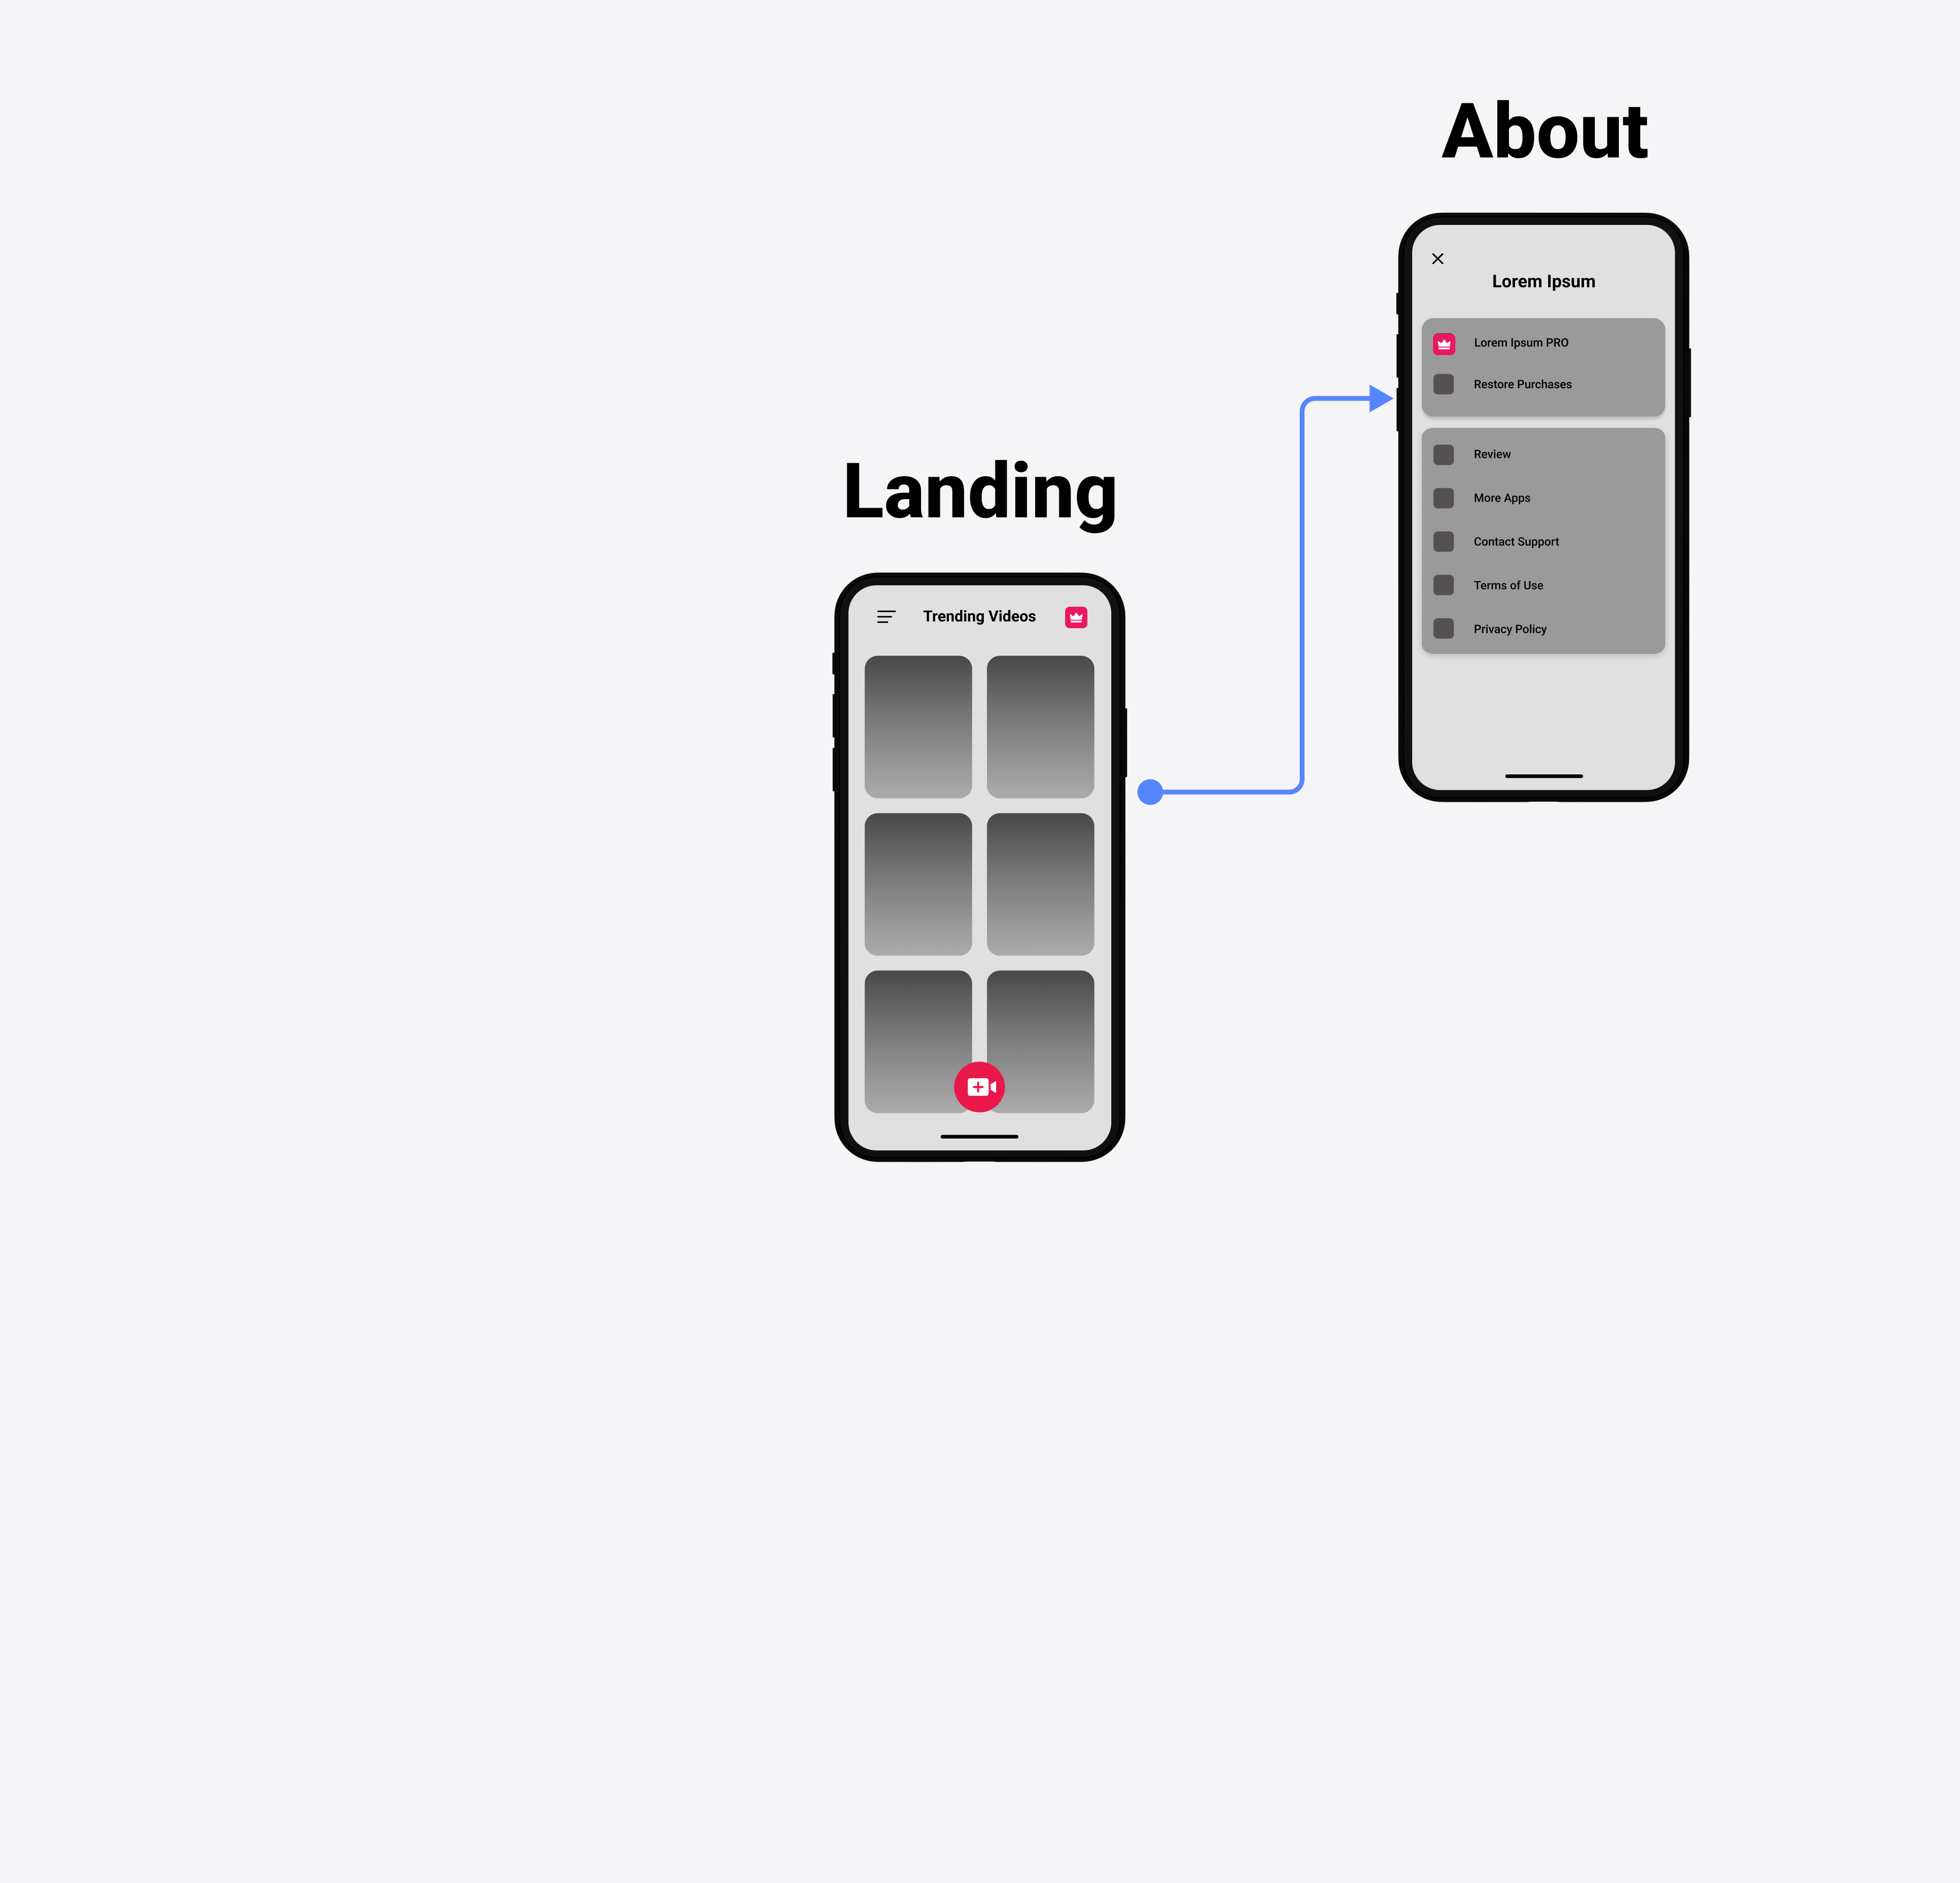 About
Lorem Ipsum
Lorem Ipsum PRO
Restore Purchases
Review
More Apps
Contact Support
Terms of Use
Privacy Policy
Landing
Trending Videos